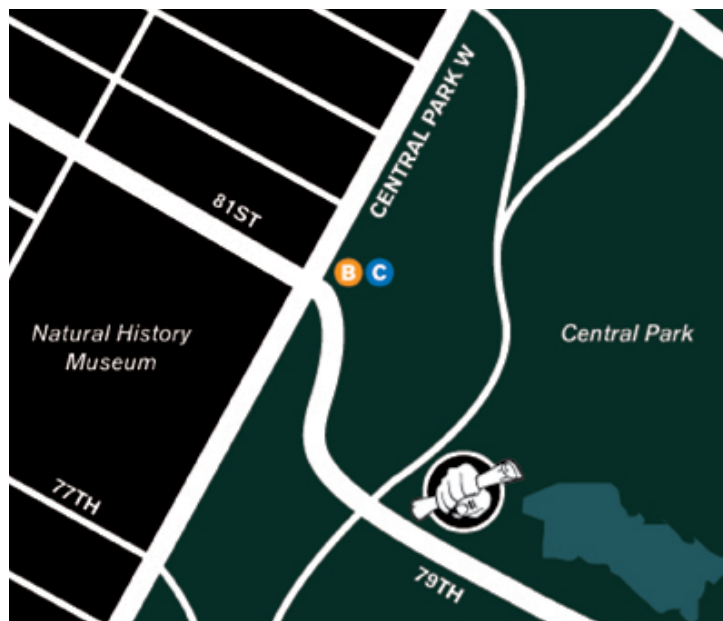 CENTRAL PARK W
81ST
B C
Natural History
Museum
Central Park
77TH
79TH